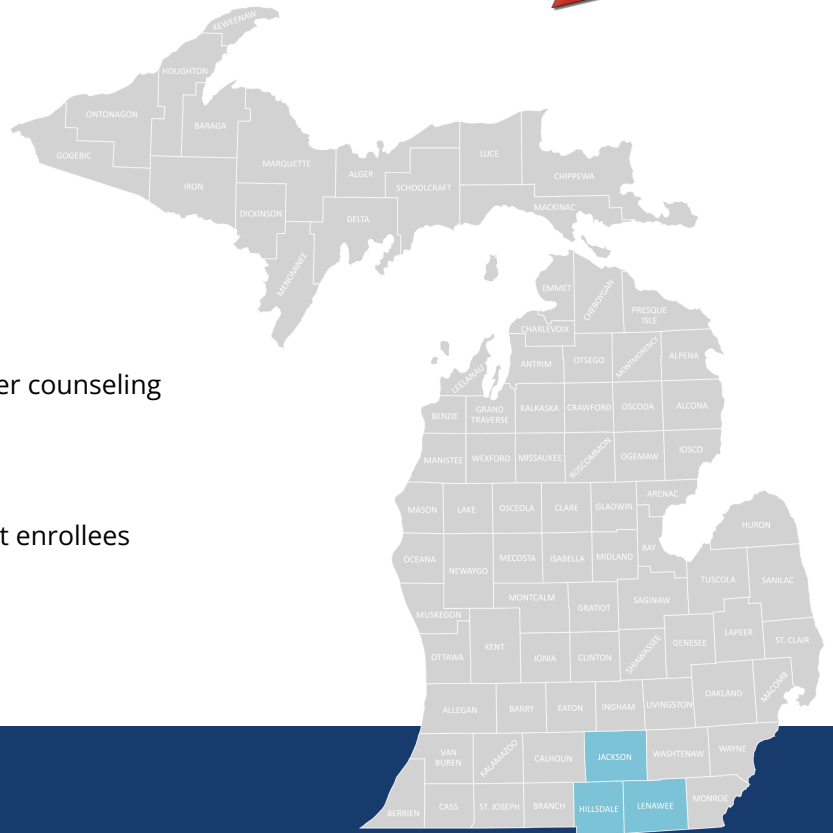 KEWEENAW
HOUGHTON
ONTONAGON
BARAGA
GOGEBIC
MARQUETTE
IRON
ALGER
LUCE
CHIPPEWA
SCHOOLCRAFT
MACKINAC
DICKINSON
DELTA
MENOMINEE
EMMET
CHEBOYGAN
PRESQUE
ISLE
CHARLEVOIX
ANTRIM
OTSEGO
MONTMORENCY
ALPENA
LEELANAU
er counseling
BENZIE
GRAND
TRAVERSE
KALKASKA
CRAWFORD
OSCODA
ALCONA
MANISTEE
WEXFORD
MISSAUKEE
ROSCOMMON
OGEMAW
IOSCO
ARENAC
MASON
LAKE
OSCEOLA
CLARE
GLADWIN
HURON
t enrollees
OCEANA
NEWAYGO
MECOSTA
ISABELLA
MIDLAND
BAY
TUSCOLA
SANILAC
MONTCALM
GRATIOT
SAGINAW
MUSKEGON
KENT
OTTAWA
IONIA
CLINTON
SHIAWASSEE
GENESEE
LAPEER
ST. CLAIR
ALLEGAN
BARRY
EATON
INGHAM
LIVINGSTON
OAKLAND
MACOMB
VAN
BUREN
KALAMAZOO
CALHOUN
JACKSON
WASHTENAW
WAYNE
BERRIEN
CASS
ST. JOSEPH
BRANCH
HILLSDALE
LENAWEE
MONROE